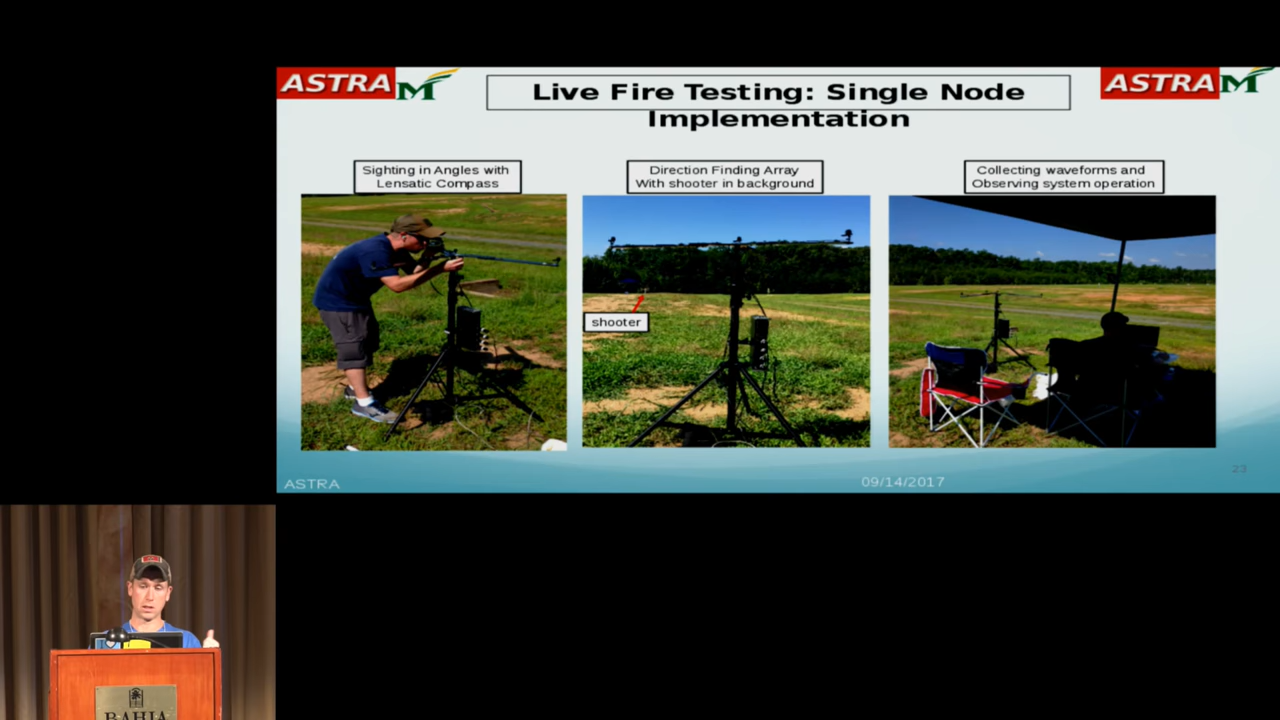 ASTRA M
Live Fire Testing: Single Node
Implementation
ASTRA M
Sighting in Angles with
Lensatic Compass
Direction Finding Array
With shooter in background
Collecting waveforms and
Observing system operation
shooter
ASTRA
09/14/2017
23
BAHIA